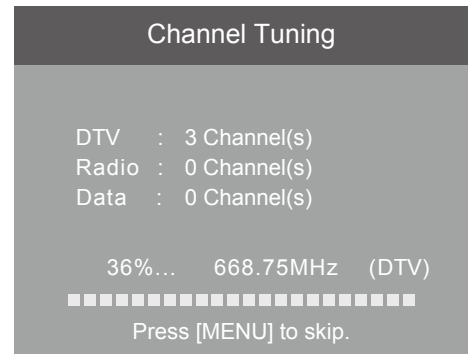 Channel Tuning
DTV : 3 Channel(s)
Radio : 0 Channel(s)
Data : 0 Channel(s)
36%... 668.75MHz (DTV)
Press [MENU] to skip.